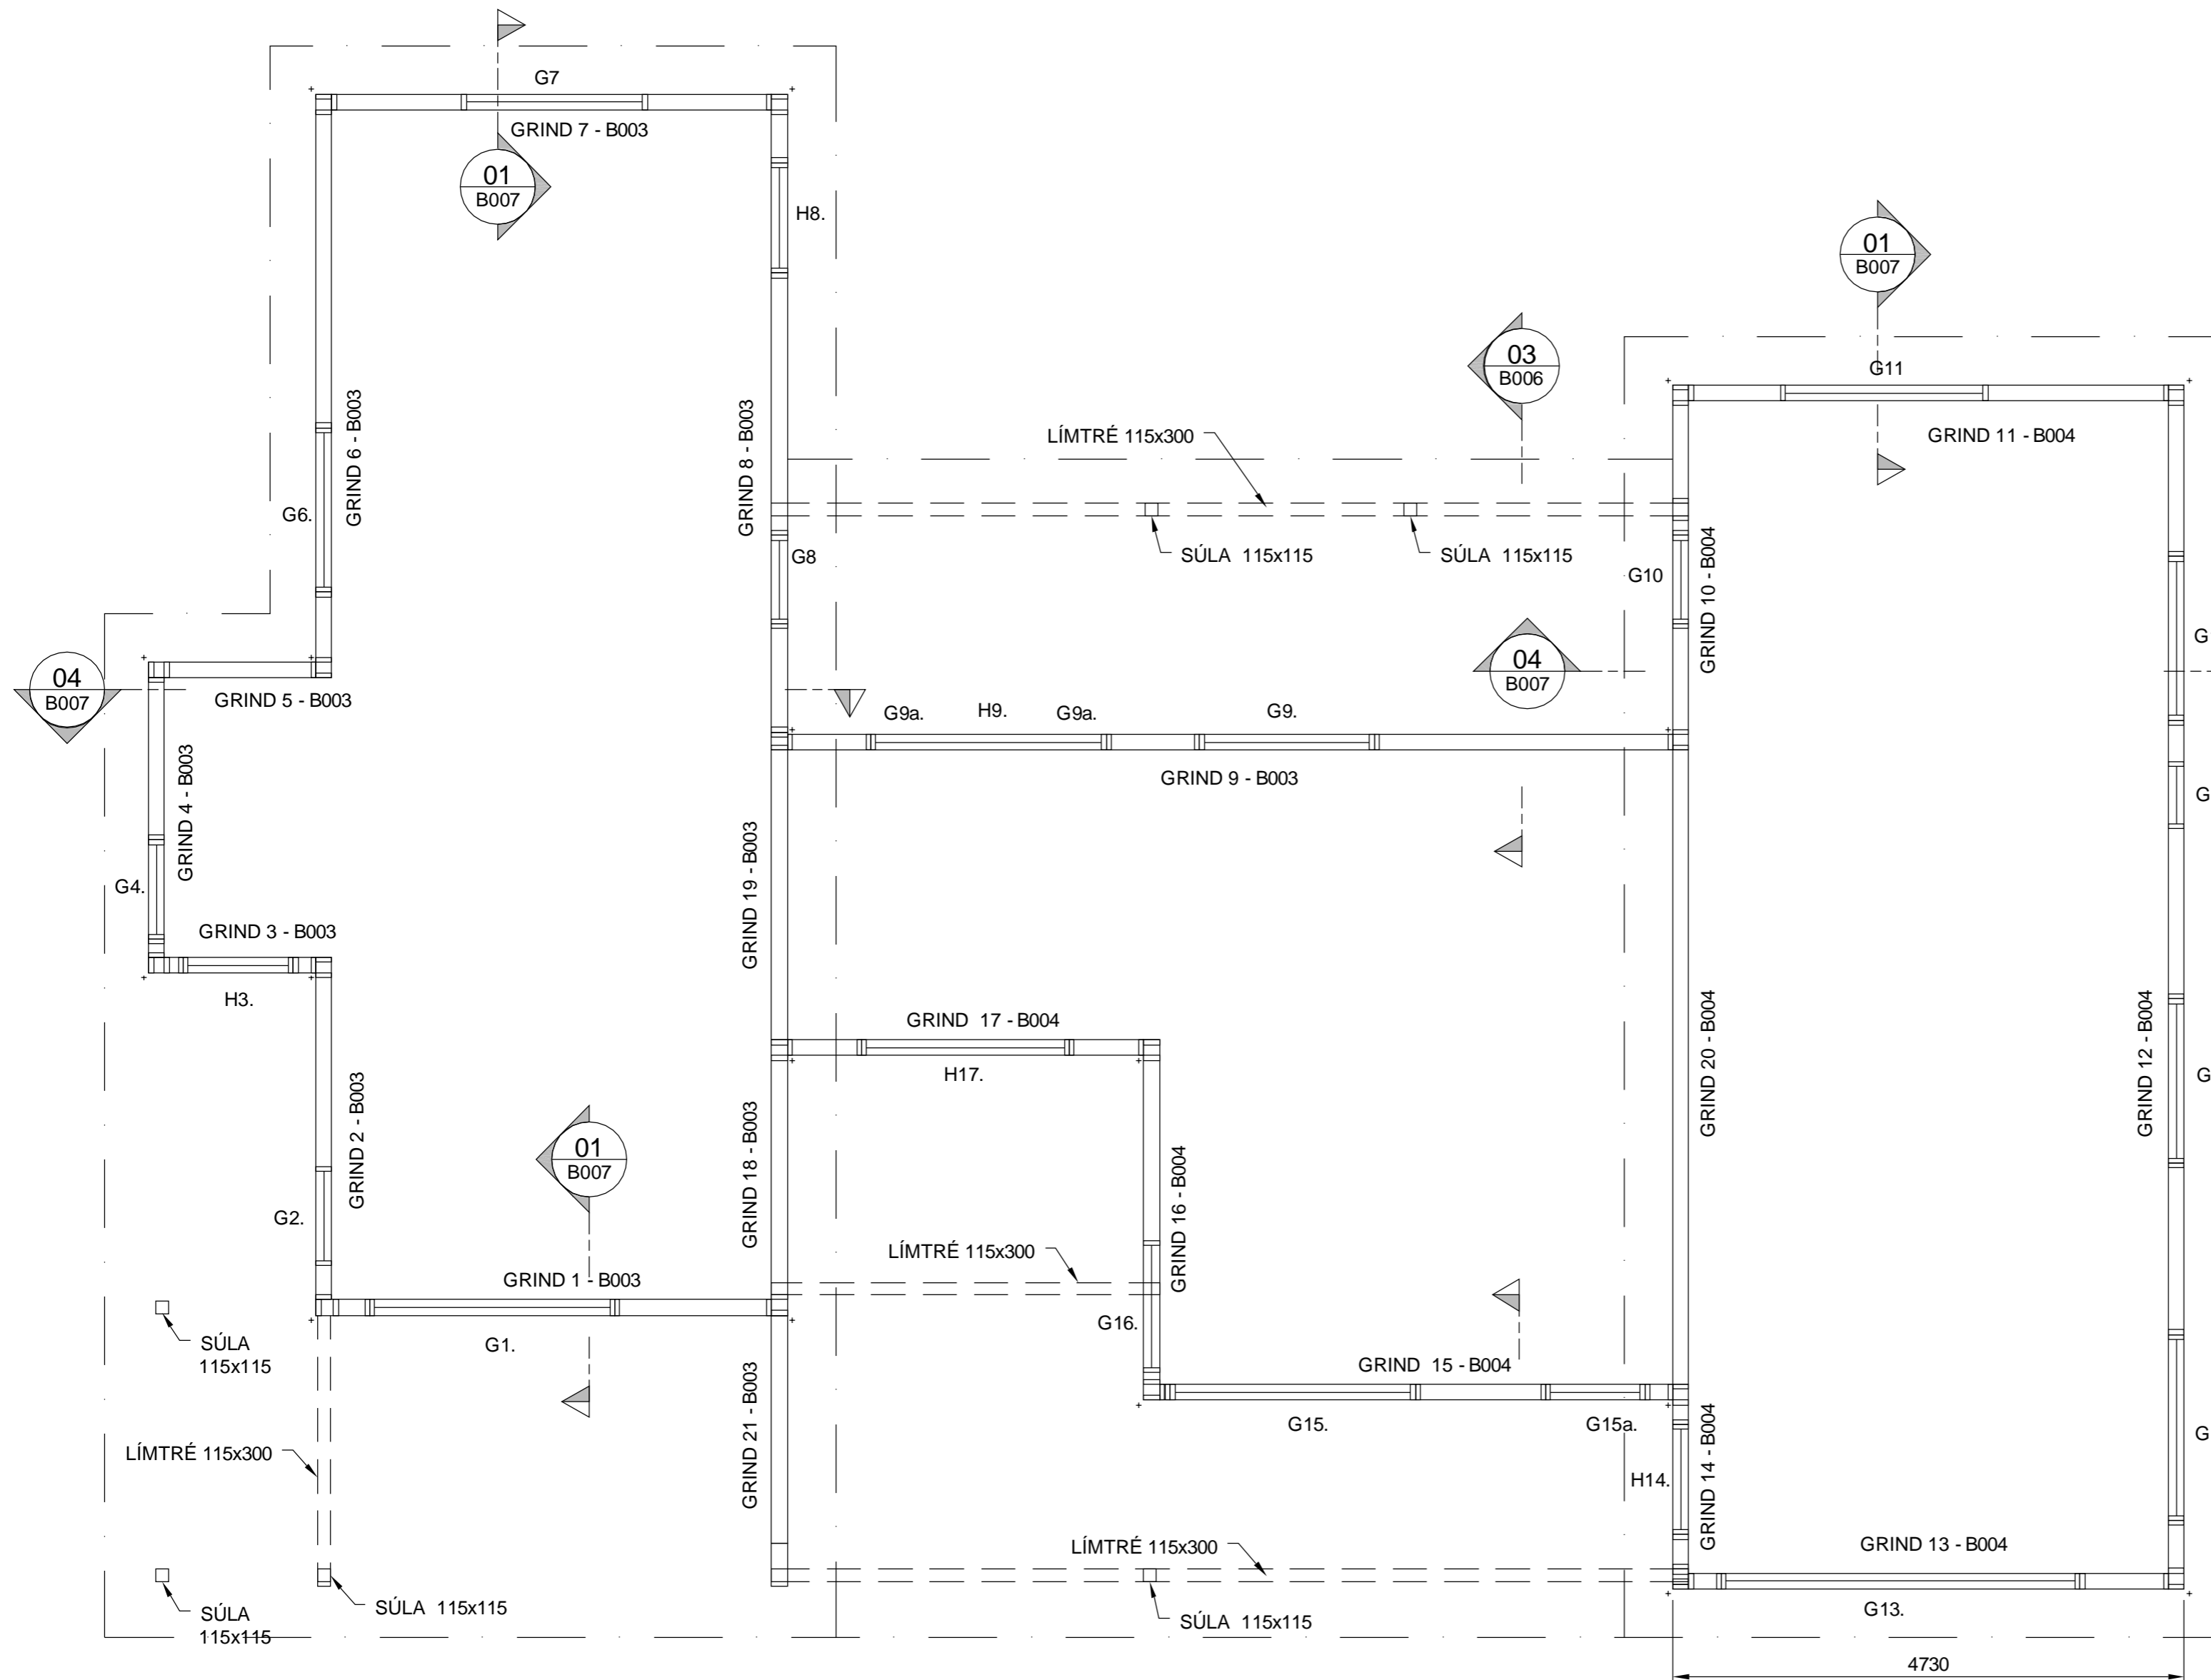 G7
GRIND 7 - B003
01
B007
H8.
01
B007
03
B006
G11
GRIND 11 - B004
LÍMTRÉ 115x300
GRIND 6 - B003
GRIND 8 - B003
G6.
SÚLA 115x115
SÚLA 115x115
G8
G10
GRIND 10 - B004
G
04
B007
GRIND 5 - B003
04
B007
G9a.
H9.
G9a.
G9.
GRIND 9 - B003
G
GRIND 4 - B003
G4.
GRIND 19 - B003
GRIND 3 - B003
H3.
GRIND 17 - B004
H17.
GRIND 20 - B004
GRIND 12 - B004
G
GRIND 2 - B003
01
B007
GRIND 18 - B003
GRIND 16 - B004
G2.
LÍMTRÉ 115x300
GRIND 1 - B003
G1.
G16.
SÚLA
115x115
GRIND 15 - B004
G15.
G15a.
G
LÍMTRÉ 115x300
GRIND 21 - B003
H14.
GRIND 14 - B004
LÍMTRÉ 115x300
GRIND 13 - B004
SÚLA
115x115
SÚLA 115x115
SÚLA 115x115
G13.
4730